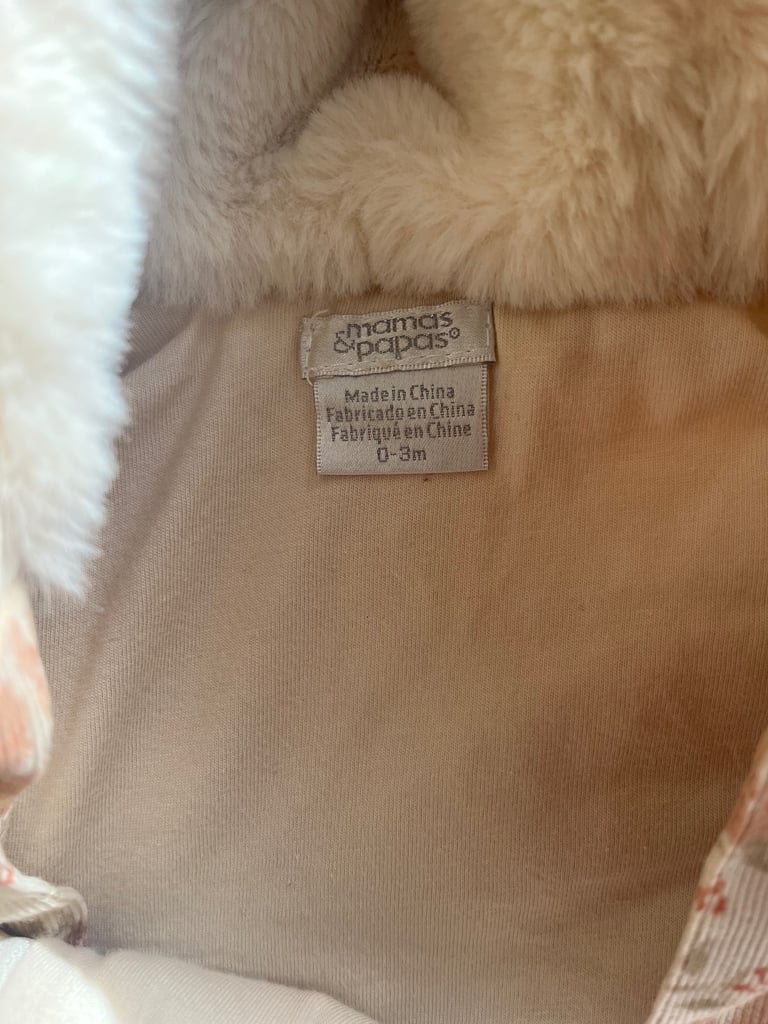 mamas
&papas®
Made in China
Fabricado en China
Fabriqué en Chine
0-3m